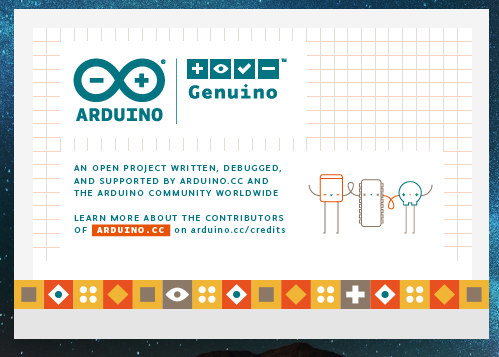 ARDUINO
Genuino
AN OPEN PROJECT WRITTEN, DEBUGGED,
AND SUPPORTED BY ARDUINO.CC AND
THE ARDUINO COMMUNITY WORLDWIDE
LEARN MORE ABOUT THE CONTRIBUTORS
OF ARDUINO.CC on arduino.cc/credits